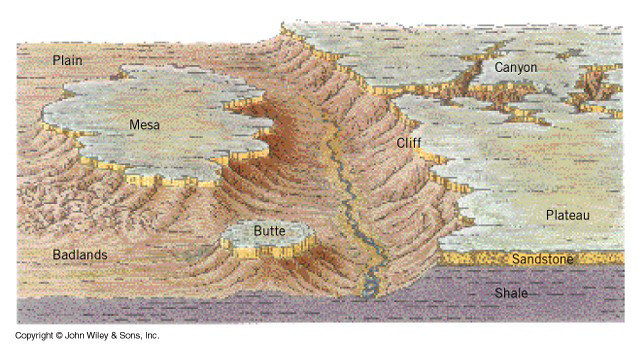 Plain
Canyon
Mesa
Cliff
Plateau
Butte
Badlands
Sandstone
Shale
Copyright © John Wiley & Sons, Inc.